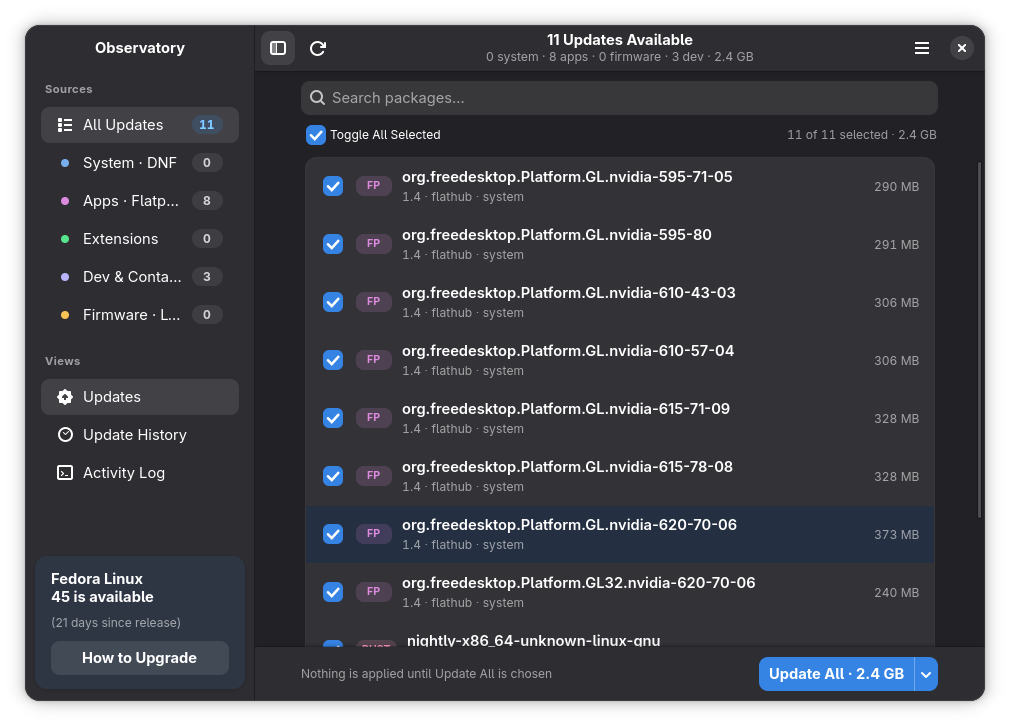 Observatory
Sources
All Updates 11
System · DNF 0
Apps · Flatp... 8
Extensions 0
Dev & Conta... 3
Firmware · L... 0
Views
Updates
Update History
Activity Log
Fedora Linux
45 is available
(21 days since release)
How to Upgrade
11 Updates Available
0 system · 8 apps · 0 firmware · 3 dev · 2.4 GB
Search packages...
Toggle All Selected
11 of 11 selected · 2.4 GB
FP org.freedesktop.Platform.GL.nvidia-595-71-05 290 MB
1.4 · flathub · system
FP org.freedesktop.Platform.GL.nvidia-595-80 291 MB
1.4 · flathub · system
FP org.freedesktop.Platform.GL.nvidia-610-43-03 306 MB
1.4 · flathub · system
FP org.freedesktop.Platform.GL.nvidia-610-57-04 306 MB
1.4 · flathub · system
FP org.freedesktop.Platform.GL.nvidia-615-71-09 328 MB
1.4 · flathub · system
FP org.freedesktop.Platform.GL.nvidia-615-78-08 328 MB
1.4 · flathub · system
FP org.freedesktop.Platform.GL.nvidia-620-70-06 373 MB
1.4 · flathub · system
FP org.freedesktop.Platform.GL32.nvidia-620-70-06 240 MB
1.4 · flathub · system
RUST nightly-x86_64-unknown-linux-gnu
Nothing is applied until Update All is chosen
Update All · 2.4 GB